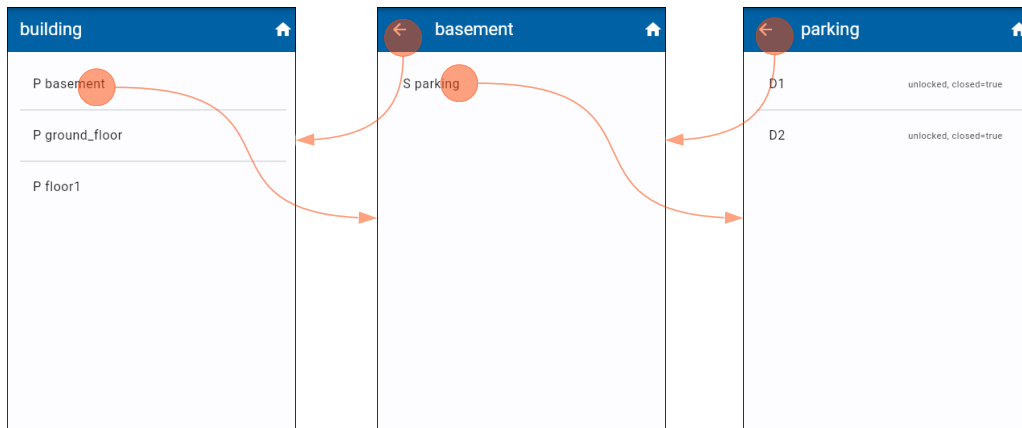 building
P basement
P ground_floor
P floor1
basement
S parking
parking
D1 unlocked, closed=true
D2 unlocked, closed=true